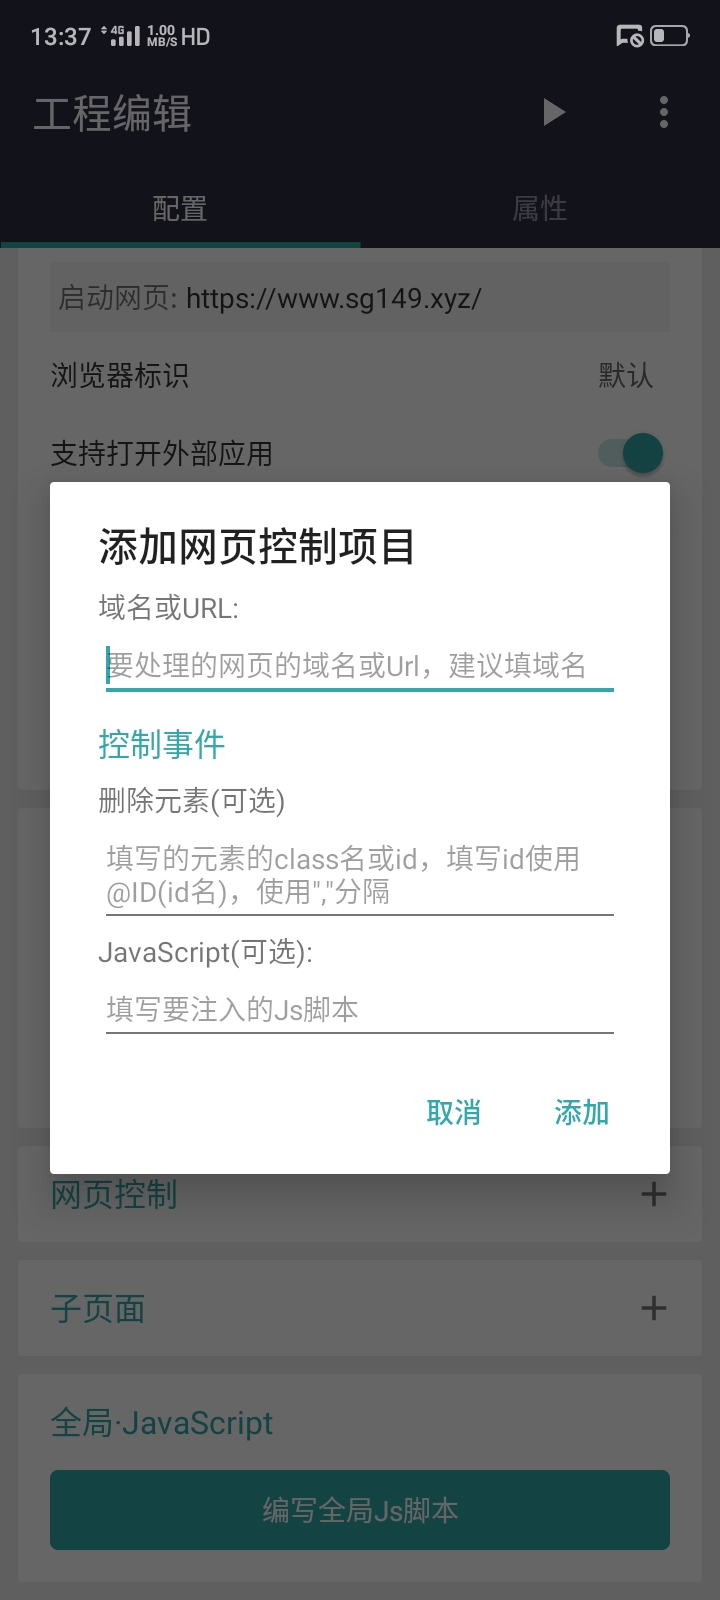 13:37 4G 1.00 MB/S HD
工程编辑
配置 属性
启动网页: https://www.sg149.xyz/
浏览器标识 默认
支持打开外部应用
添加网页控制项目
域名或URL:
要处理的网页的域名或Url，建议填域名
控制事件
删除元素(可选)
填写的元素的class名或id，填写id使用
@ID(id名)，使用","分隔
JavaScript(可选):
填写要注入的Js脚本
取消 添加
网页控制
子页面
全局·JavaScript
编写全局Js脚本